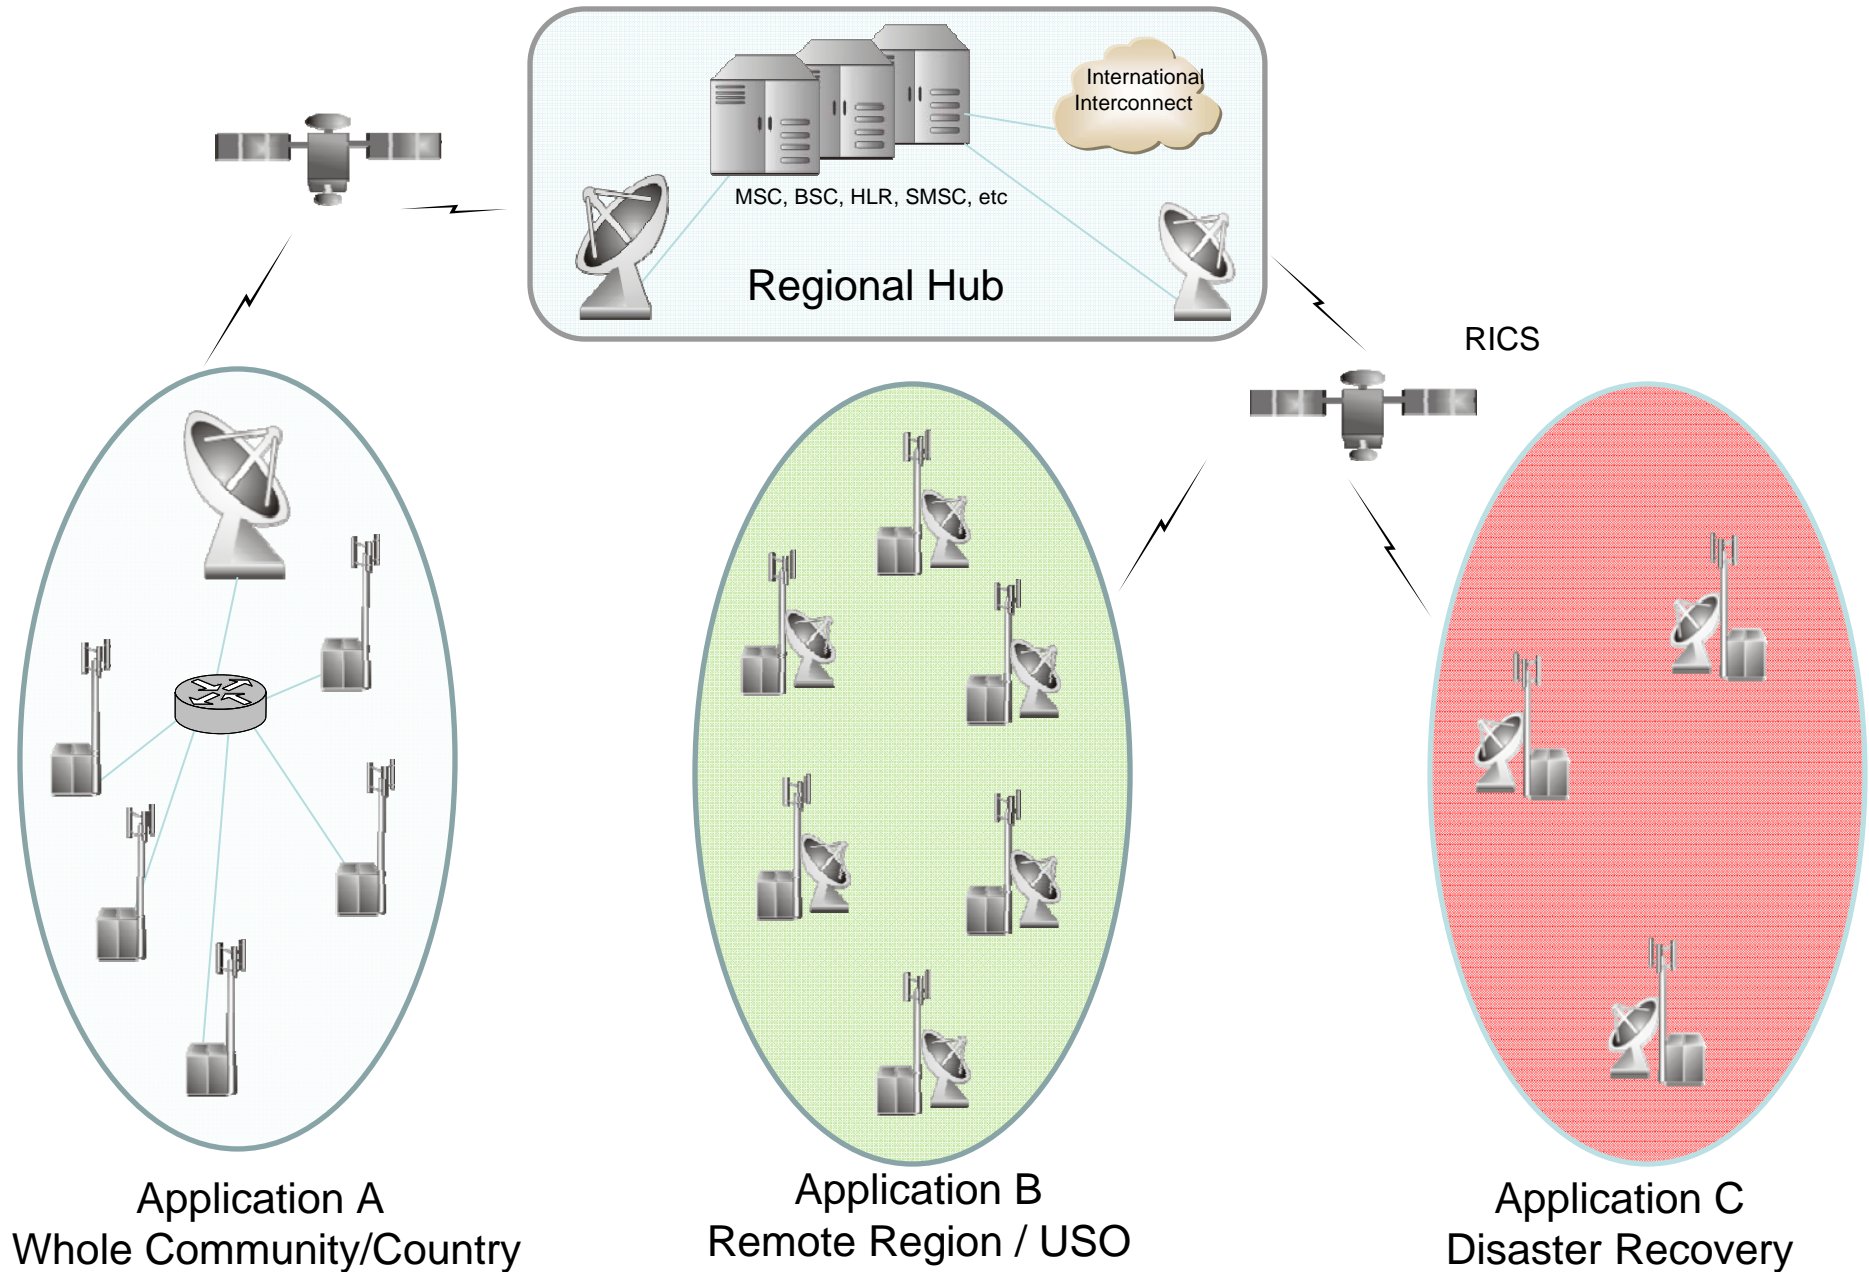 International
Interconnect
MSC, BSC, HLR, SMSC, etc
Regional Hub
RICS
Application A
Whole Community/Country
Application B
Remote Region / USO
Application C
Disaster Recovery